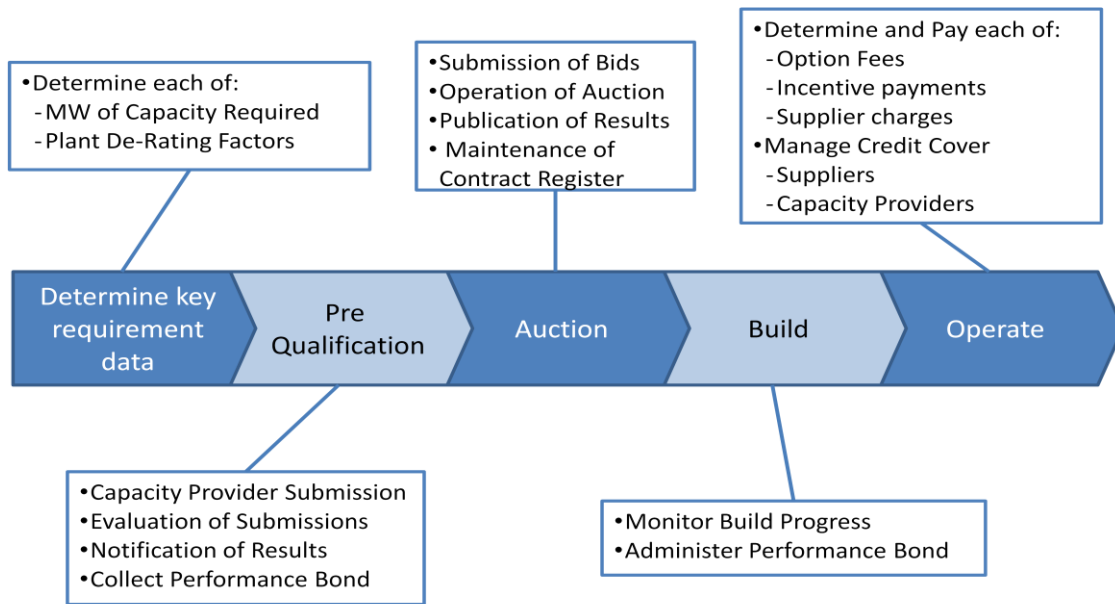 •Determine each of:
-MW of Capacity Required
-Plant De-Rating Factors
•Submission of Bids
•Operation of Auction
•Publication of Results
• Maintenance of
Contract Register
•Determine and Pay each of:
-Option Fees
-Incentive payments
-Supplier charges
•Manage Credit Cover
-Suppliers
-Capacity Providers
Determine key
requirement
data
Pre
Qualification
Auction
Build
Operate
•Capacity Provider Submission
•Evaluation of Submissions
•Notification of Results
•Collect Performance Bond
•Monitor Build Progress
•Administer Performance Bond